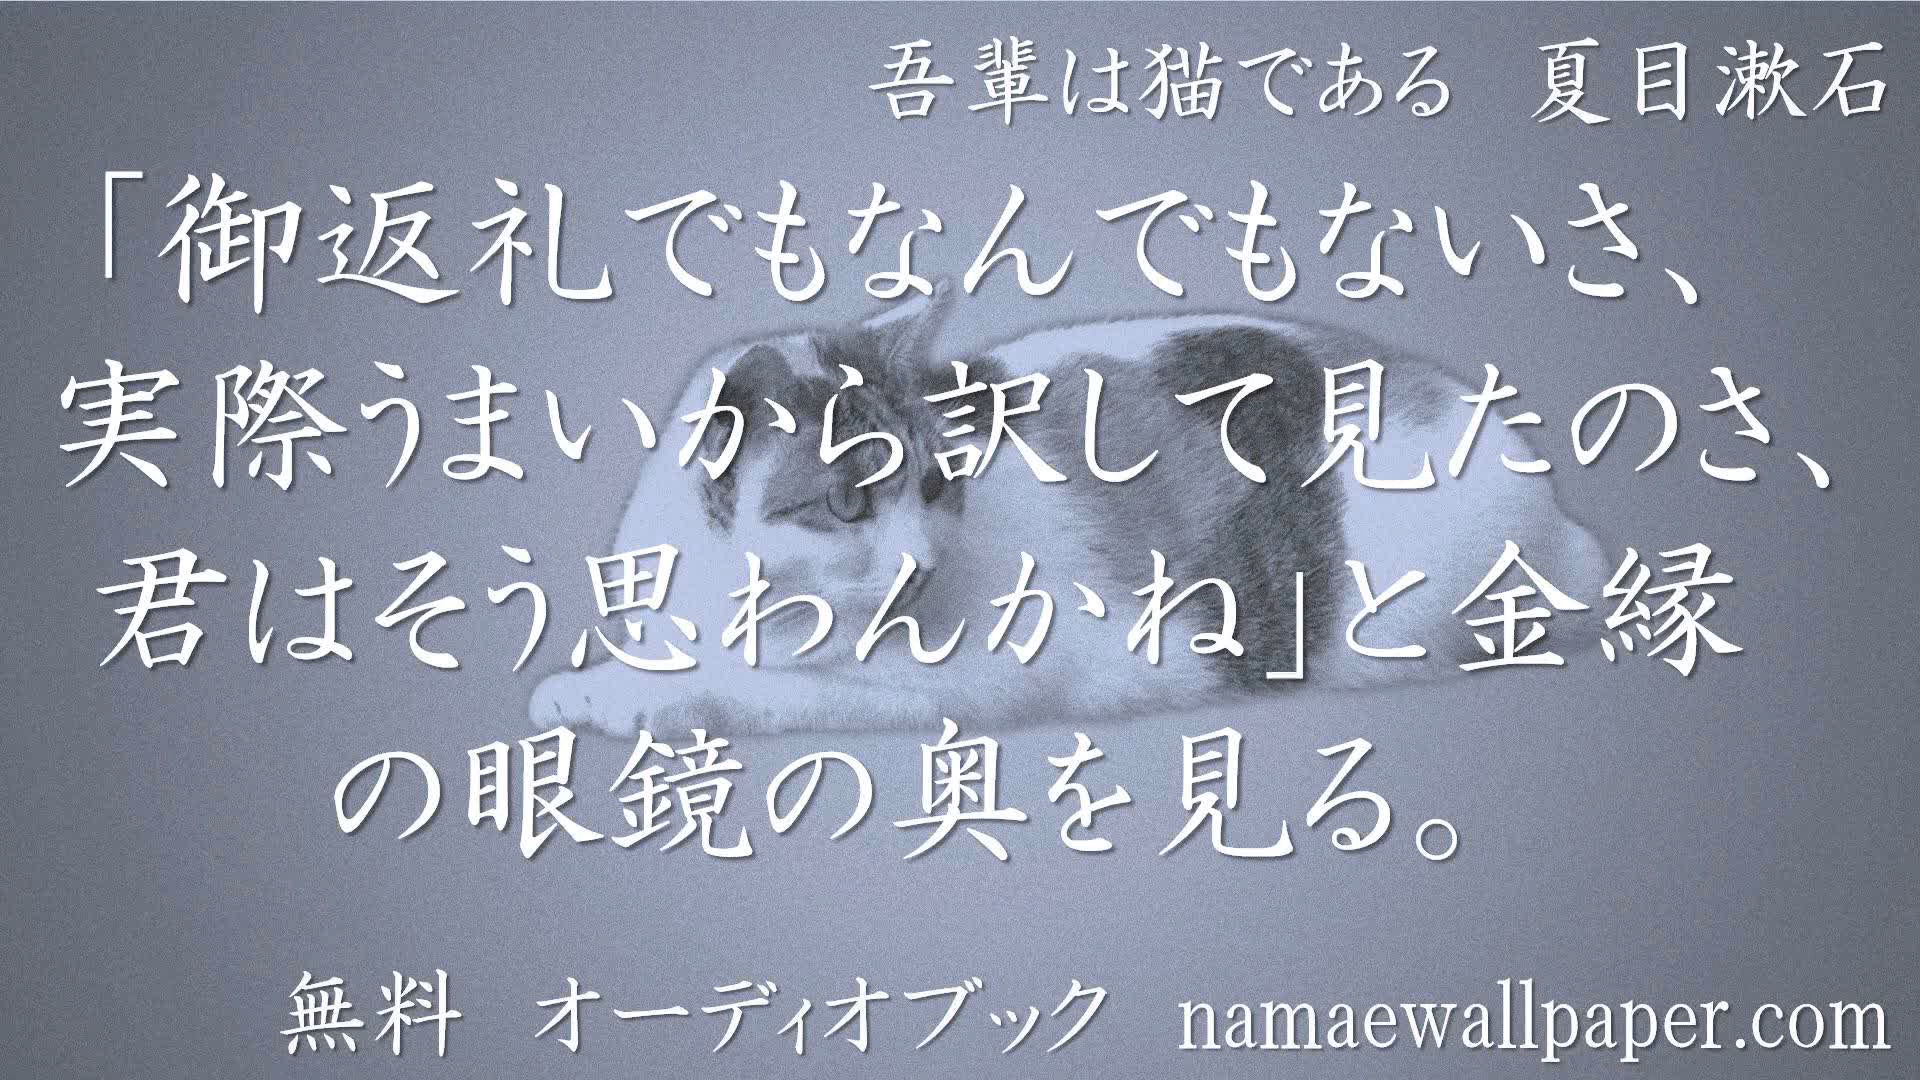 吾輩は猫である　夏目漱石
「御返礼でもなんでもないさ、
実際うまいから訳して見たのさ、
君はそう思わんかね」と金縁
の眼鏡の奥を見る。
無料　オーディオブック　namaewallpaper.com